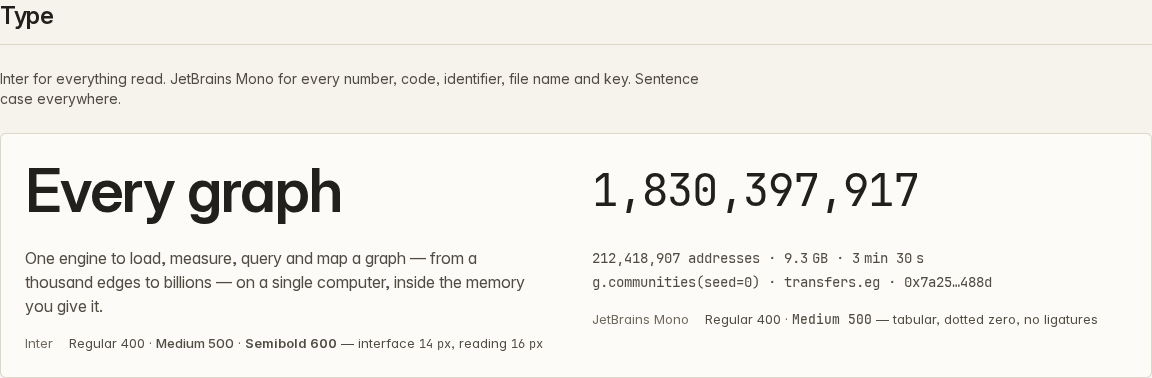 Type
Inter for everything read. JetBrains Mono for every number, code, identifier, file name and key. Sentence
case everywhere.
Every graph
One engine to load, measure, query and map a graph — from a
thousand edges to billions — on a single computer, inside the memory
you give it.
Inter Regular 400 · Medium 500 · Semibold 600 — interface 14 px, reading 16 px
1,830,397,917
212,418,907 addresses · 9.3 GB · 3 min 30 s
g.communities(seed=0) · transfers.eg · 0x7a25…488d
JetBrains Mono Regular 400 · Medium 500 — tabular, dotted zero, no ligatures